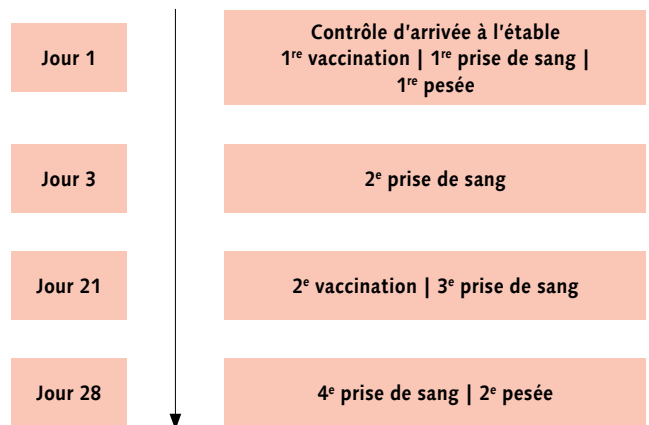 Jour 1
Contrôle d'arrivée à l'étable
1re vaccination | 1re prise de sang |
1re pesée
Jour 3
2e prise de sang
Jour 21
2e vaccination | 3e prise de sang
Jour 28
4e prise de sang | 2e pesée